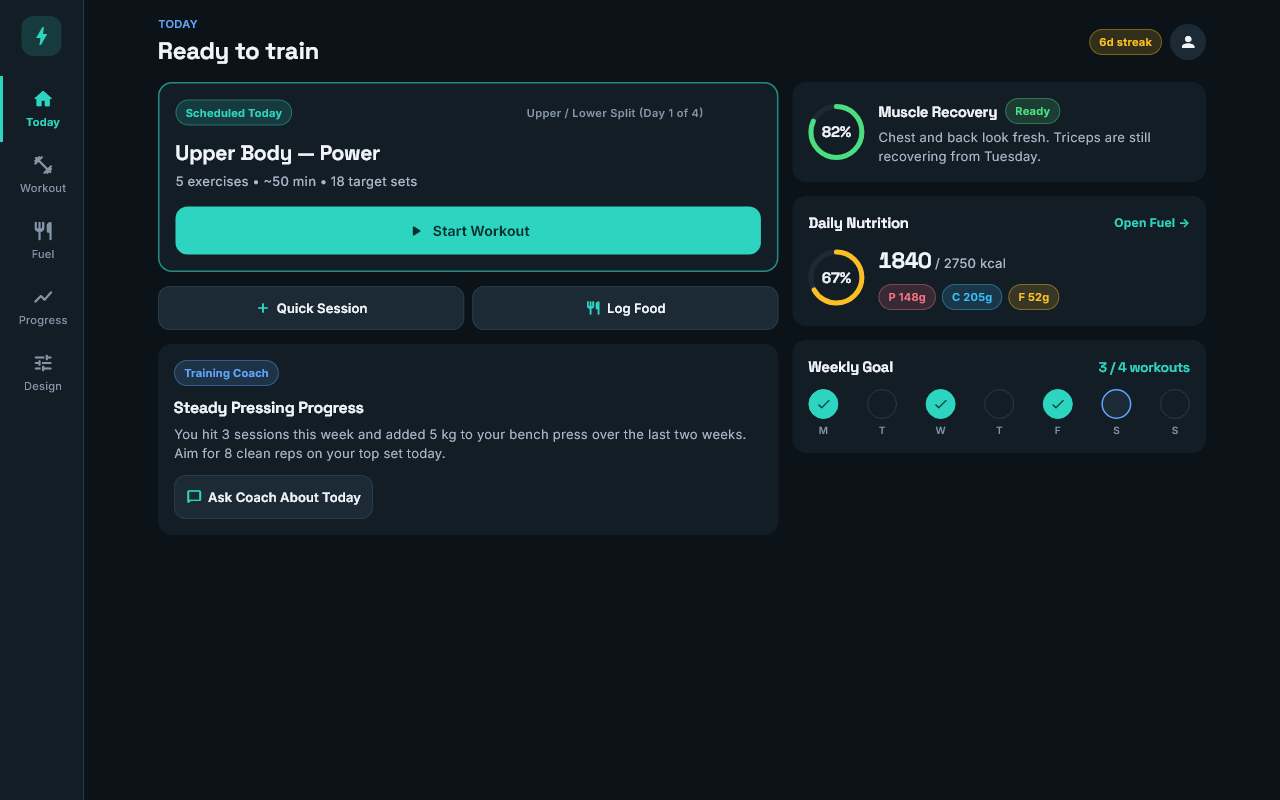 Today
Workout
Fuel
Progress
Design
TODAY
Ready to train
6d streak
Scheduled Today
Upper / Lower Split (Day 1 of 4)
Upper Body — Power
5 exercises • ~50 min • 18 target sets
Start Workout
Quick Session
Log Food
Training Coach
Steady Pressing Progress
You hit 3 sessions this week and added 5 kg to your bench press over the last two weeks.
Aim for 8 clean reps on your top set today.
Ask Coach About Today
82%
Muscle Recovery
Ready
Chest and back look fresh. Triceps are still
recovering from Tuesday.
Daily Nutrition
Open Fuel →
67%
1840 / 2750 kcal
P 148g
C 205g
F 52g
Weekly Goal
3 / 4 workouts
M
T
W
T
F
S
S